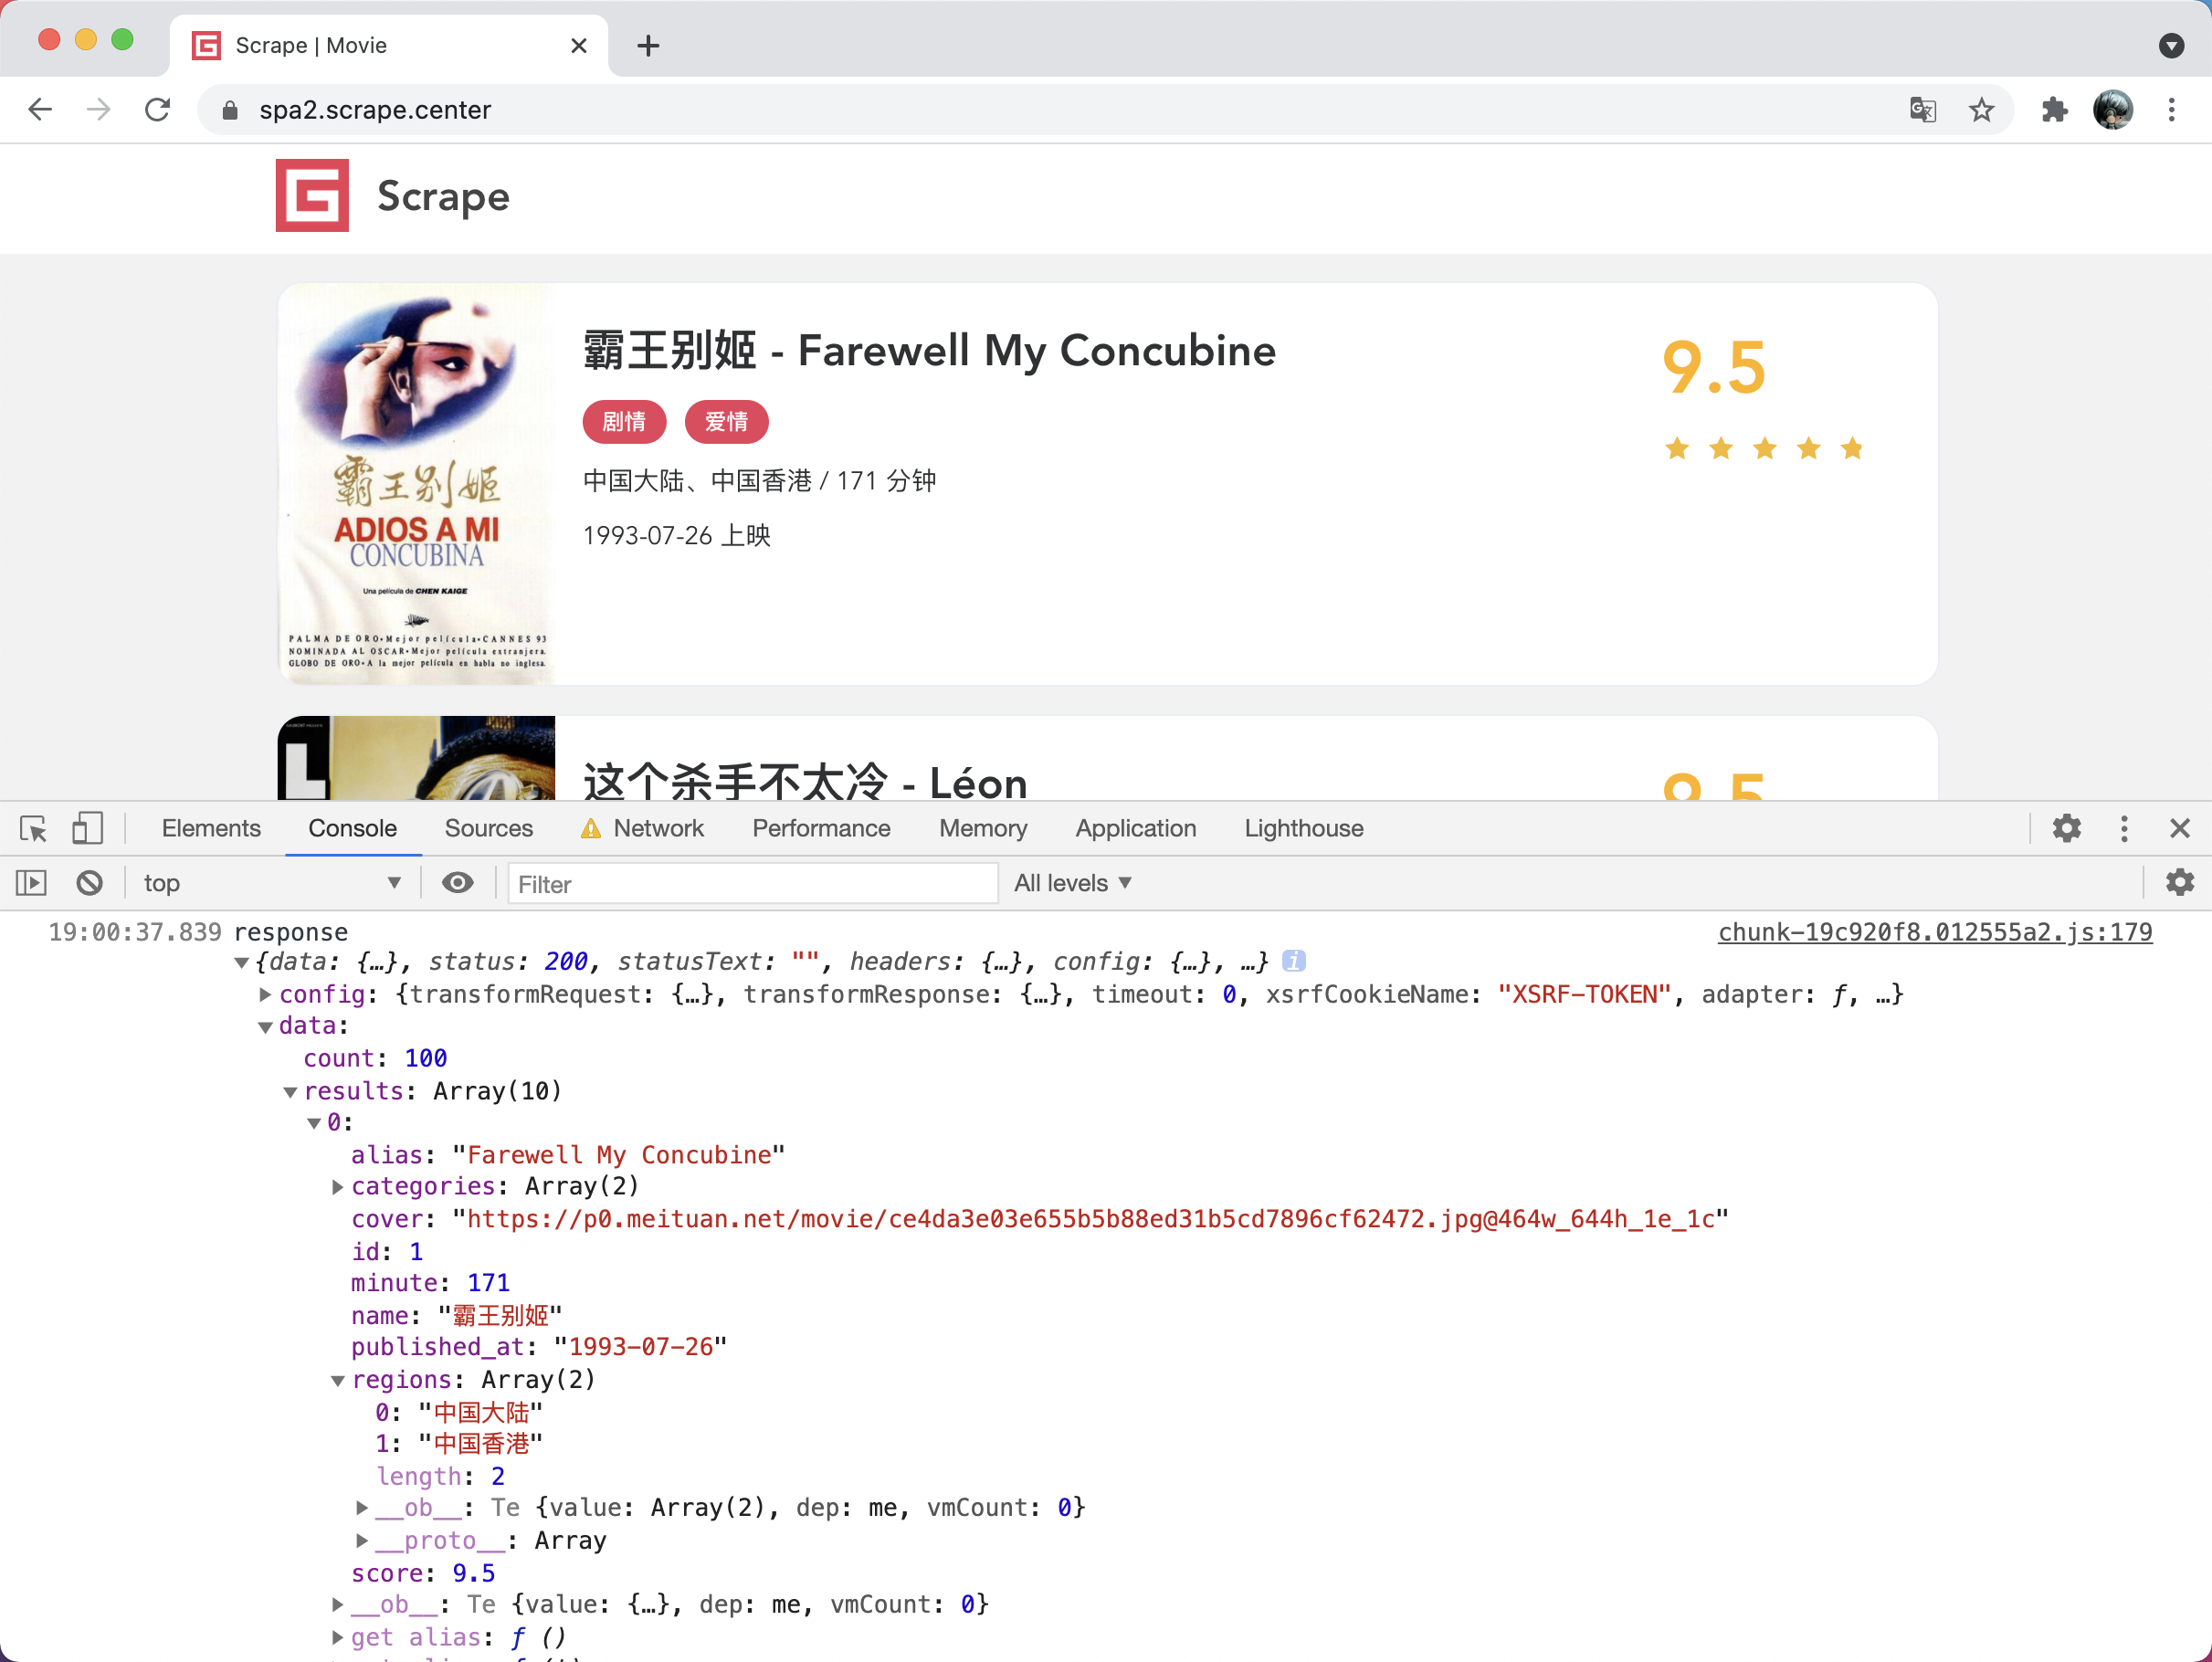 Scrape | Movie
spa2.scrape.center
Scrape
霸王别姬 - Farewell My Concubine
9.5
剧情 爱情
中国大陆、中国香港 / 171 分钟
1993-07-26 上映
霸王别姬
ADIOS A MI
CONCUBINA
Una película de CHEN KAIGE
PALMA DE ORO•Mejor película•CANNES 93
NOMINADA AL OSCAR•Mejor película extranjera.
GLOBO DE ORO•A la mejor película en habla no inglesa.
L
这个杀手不太冷 - Léon
9.5
Elements Console Sources Network Performance Memory Application Lighthouse
top Filter All levels
19:00:37.839 response chunk-19c920f8.012555a2.js:179
{data: {…}, status: 200, statusText: "", headers: {…}, config: {…}, …} i
config: {transformRequest: {…}, transformResponse: {…}, timeout: 0, xsrfCookieName: "XSRF-TOKEN", adapter: ƒ, …}
data:
count: 100
results: Array(10)
0:
alias: "Farewell My Concubine"
categories: Array(2)
cover: "https://p0.meituan.net/movie/ce4da3e03e655b5b88ed31b5cd7896cf62472.jpg@464w_644h_1e_1c"
id: 1
minute: 171
name: "霸王别姬"
published_at: "1993-07-26"
regions: Array(2)
0: "中国大陆"
1: "中国香港"
length: 2
__ob__: Te {value: Array(2), dep: me, vmCount: 0}
__proto__: Array
score: 9.5
__ob__: Te {value: {…}, dep: me, vmCount: 0}
get alias: ƒ ()